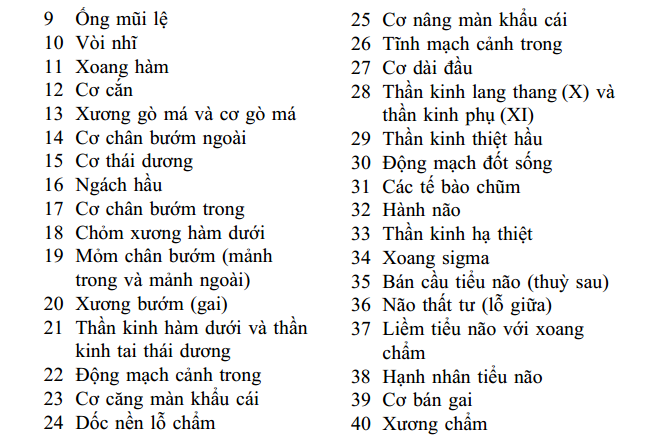 9 Ống mũi lệ
10 Vòi nhĩ
11 Xoang hàm
12 Cơ cắn
13 Xương gò má và cơ gò má
14 Cơ chân bướm ngoài
15 Cơ thái dương
16 Ngách hầu
17 Cơ chân bướm trong
18 Chỏm xương hàm dưới
19 Mỏm chân bướm (mảnh
trong và mảnh ngoài)
20 Xương bướm (gai)
21 Thần kinh hàm dưới và thần
kinh tai thái dương
22 Động mạch cảnh trong
23 Cơ căng màn khẩu cái
24 Dốc nền lỗ chẩm
25 Cơ nâng màn khẩu cái
26 Tĩnh mạch cảnh trong
27 Cơ dài đầu
28 Thần kinh lang thang (X) và
thần kinh phụ (XI)
29 Thần kinh thiệt hầu
30 Động mạch đốt sống
31 Các tế bào chũm
32 Hành não
33 Thần kinh hạ thiệt
34 Xoang sigma
35 Bán cầu tiểu não (thuỳ sau)
36 Não thất tư (lỗ giữa)
37 Liềm tiểu não với xoang
chẩm
38 Hạnh nhân tiểu não
39 Cơ bán gai
40 Xương chẩm